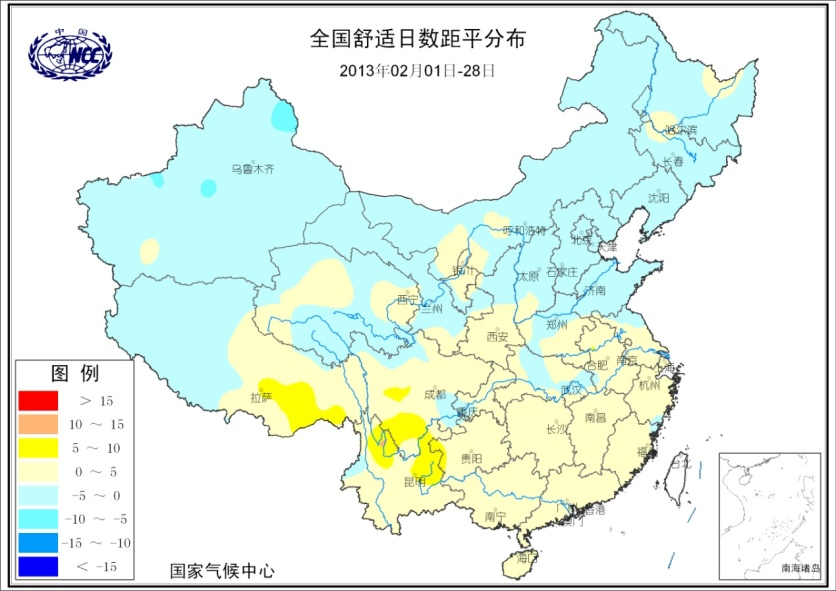 中国
NCC
全国舒适日数距平分布
2013年02月01日-28日
哈尔滨
长春
乌鲁木齐
沈阳
呼和浩特
北京
天津
银川
太原
石家庄
济南
西宁
兰州
郑州
西安
合肥
南京
上海
拉萨
成都
武汉
杭州
重庆
南昌
长沙
贵阳
台北
昆明
南宁
香港
澳门
海口
图 例
> 15
10 ~ 15
5 ~ 10
0 ~ 5
-5 ~ 0
-10 ~ -5
-15 ~ -10
< -15
国家气候中心
南海诸岛